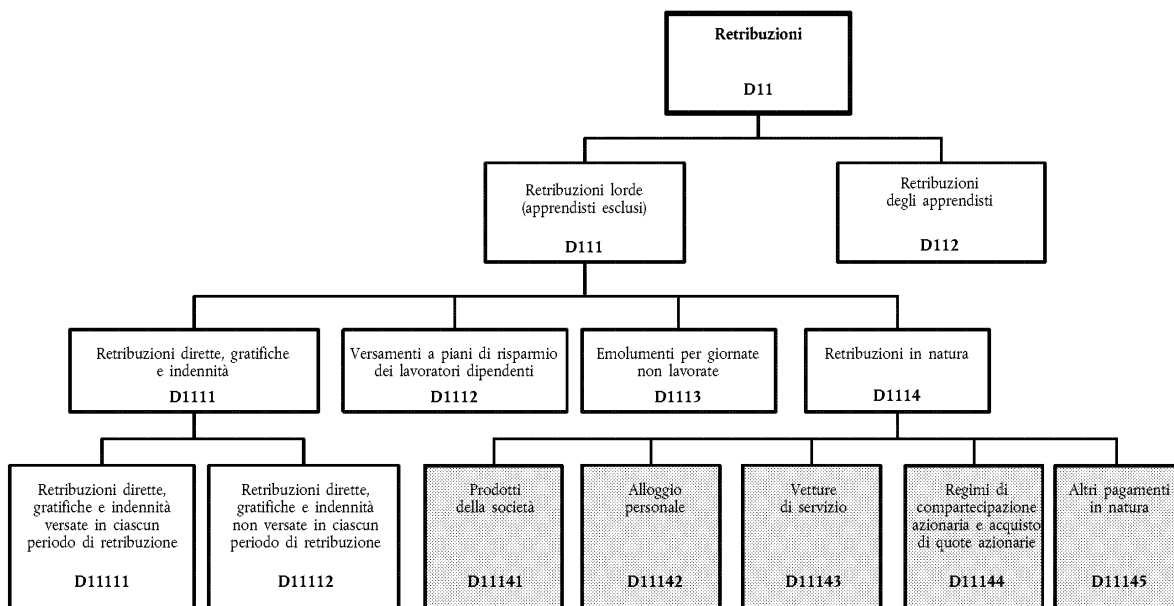 Retribuzioni
D11
Retribuzioni lorde
(apprendisti esclusi)
D111
Retribuzioni
degli apprendisti
D112
Retribuzioni dirette, gratifiche
e indennità
D1111
Versamenti a piani di risparmio
dei lavoratori dipendenti
D1112
Emolumenti per giornate
non lavorate
D1113
Retribuzioni in natura
D1114
Retribuzioni dirette,
gratifiche e indennità
versate in ciascun
periodo di retribuzione
D11111
Retribuzioni dirette,
gratifiche e indennità
non versate in ciascun
periodo di retribuzione
D11112
Prodotti
della società
D11141
Alloggio
personale
D11142
Vetture
di servizio
D11143
Regimi di
compartecipazione
azionaria e acquisto
di quote azionarie
D11144
Altri pagamenti
in natura
D11145